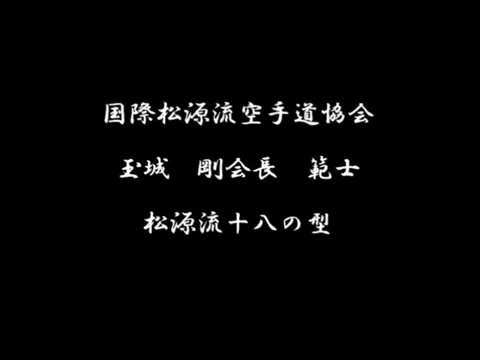 国際松源流空手道協会
玉城　剛会長　範士
松源流十八の型